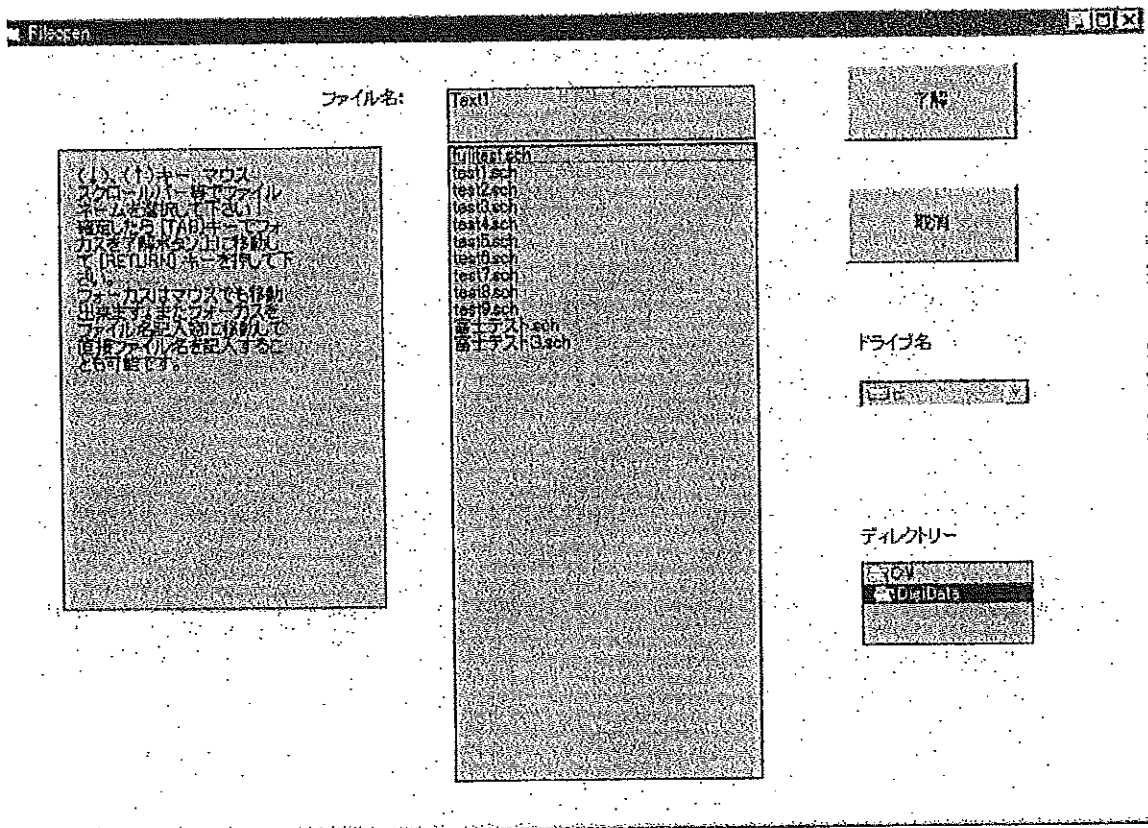 Fileopen
ファイル名:
Text1
了解
(↓)、(↑)キー マウス
スクロールバー等でファイル
ネームを選択して下さい。
確定したら [TAB]キーでフォ
カスを了解ボタン上に移動し
て [RETURN] キーを押して下
さい。
フォーカスはマウスでも移動
出来ます。またフォーカスを
ファイル名記入窓に移動して
直接ファイル名を記入するこ
とも可能です。
fujitest.sch
test1.sch
test2.sch
test3.sch
test4.sch
test5.sch
test6.sch
test7.sch
test8.sch
test9.sch
富士テスト.sch
富士テスト3.sch
取消
ドライブ名
ディレクトリー
DigiData